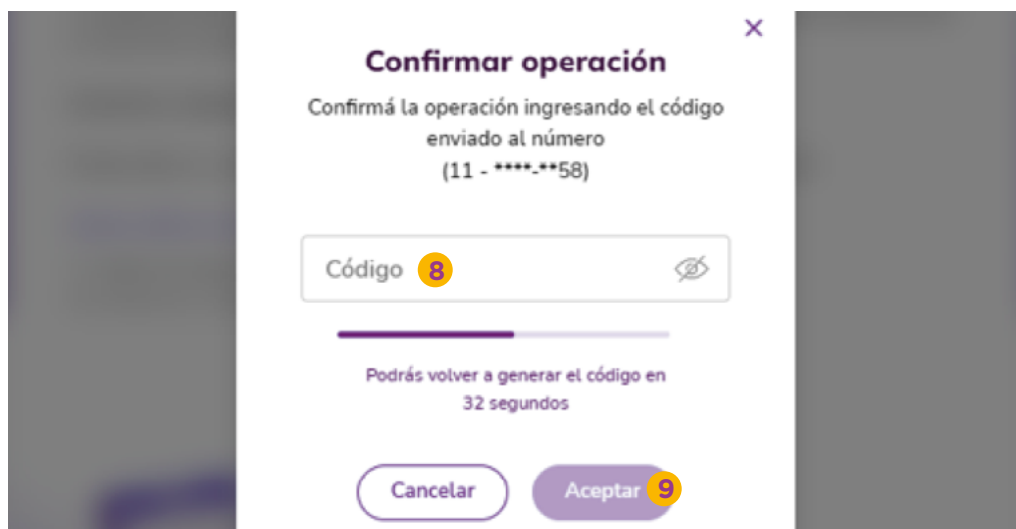 Confirmar operación
Confirmá la operación ingresando el código
enviado al número
(11 - ****-**58)
Código 8
Podrás volver a generar el código en
32 segundos
Cancelar Aceptar 9